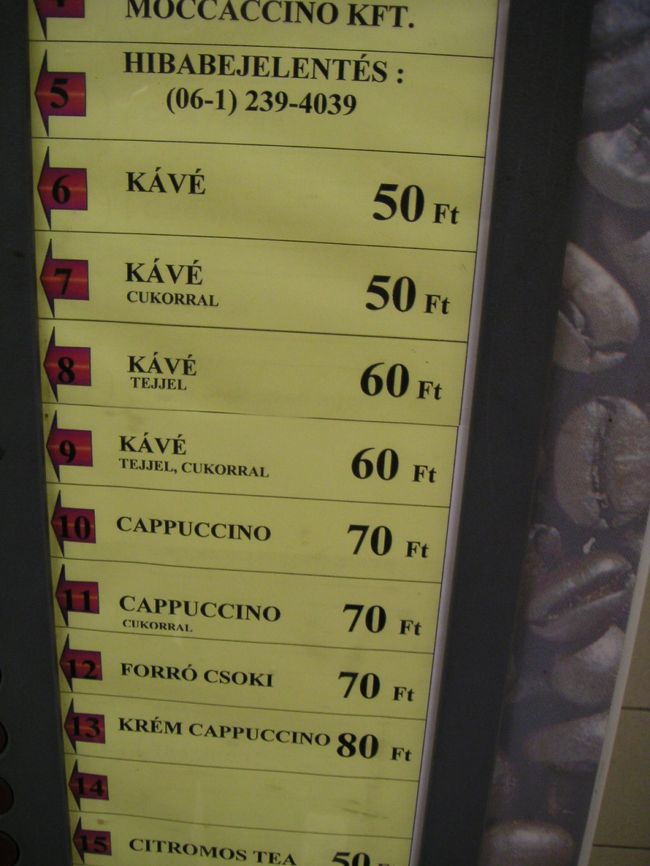 MOCCACCINO KFT.
5 HIBABEJELENTÉS :
(06-1) 239-4039
6 KÁVÉ 50 Ft
7 KÁVÉ 50 Ft
CUKORRAL
8 KÁVÉ 60 Ft
TEJJEL
9 KÁVÉ 60 Ft
TEJJEL, CUKORRAL
10 CAPPUCCINO 70 Ft
11 CAPPUCCINO 70 Ft
CUKORRAL
12 FORRÓ CSOKI 70 Ft
13 KRÉM CAPPUCCINO 80 Ft
14
15 CITROMOS TEA 50